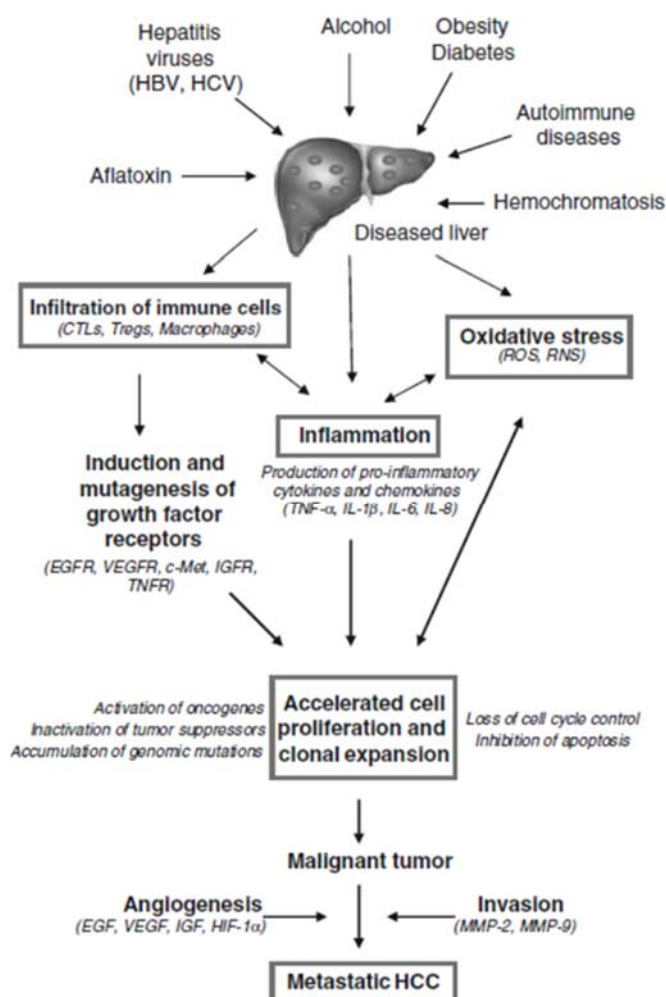 Hepatitis
viruses
(HBV, HCV)
Alcohol
Obesity
Diabetes
Autoimmune
diseases
Aflatoxin
Hemochromatosis
Diseased liver
Infiltration of immune cells
(CTLs, Tregs, Macrophages)
Oxidative stress
(ROS, RNS)
Inflammation
Production of pro-inflammatory
cytokines and chemokines
(TNF-α, IL-1β, IL-6, IL-8)
Induction and
mutagenesis of
growth factor
receptors
(EGFR, VEGFR, c-Met, IGFR,
TNFR)
Activation of oncogenes
Inactivation of tumor suppressors
Accumulation of genomic mutations
Accelerated cell
proliferation and
clonal expansion
Loss of cell cycle control
Inhibition of apoptosis
Malignant tumor
Angiogenesis
(EGF, VEGF, IGF, HIF-1α)
Invasion
(MMP-2, MMP-9)
Metastatic HCC